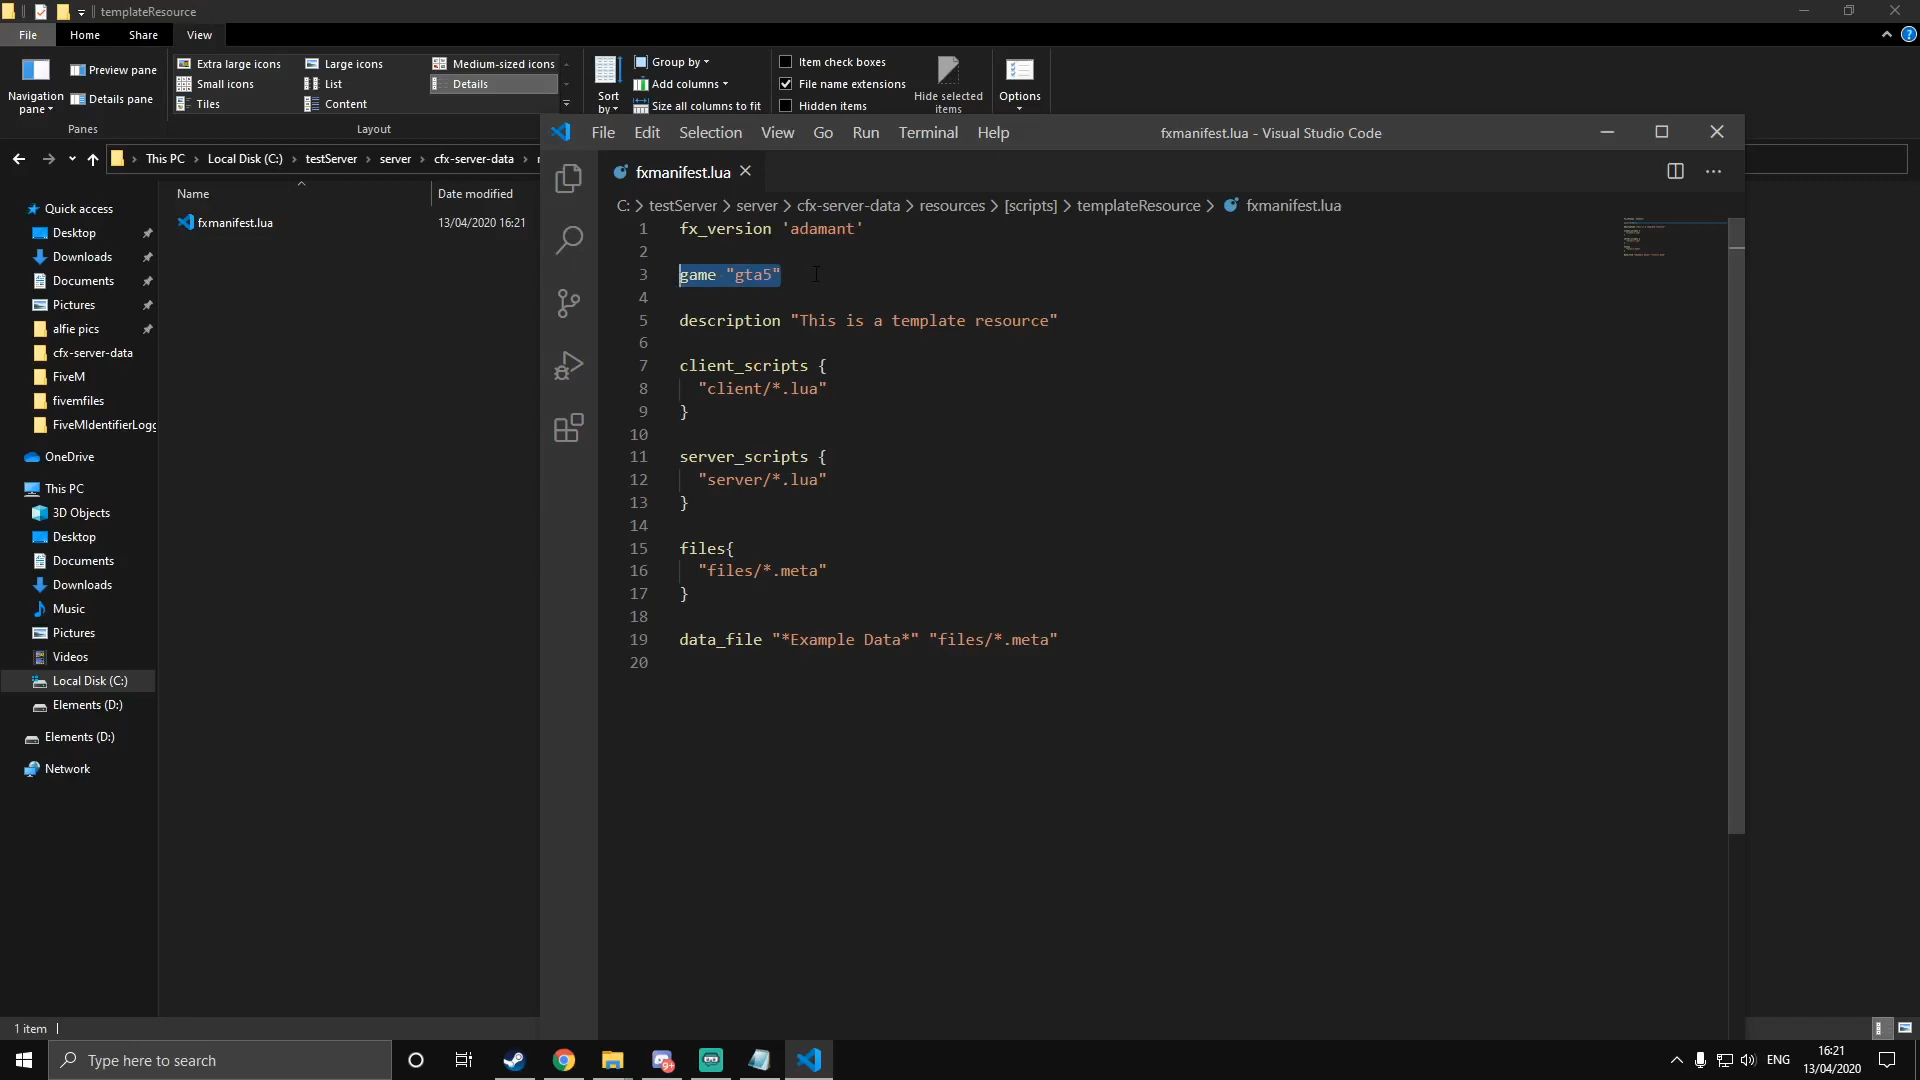 templateResource
File Home Share View
Navigation pane
Preview pane
Details pane
Panes
Extra large icons Large icons Medium-sized icons
Small icons List Details
Tiles Content
Layout
Sort by
Group by
Add columns
Size all columns to fit
Item check boxes
File name extensions
Hidden items
Hide selected items
Options
This PC Local Disk (C:) testServer server cfx-server-data
Name Date modified
fxmanifest.lua 13/04/2020 16:21
Quick access
Desktop
Downloads
Documents
Pictures
alfie pics
cfx-server-data
FiveM
fivemfiles
FiveMIdentifierLogg
OneDrive
This PC
3D Objects
Desktop
Documents
Downloads
Music
Pictures
Videos
Local Disk (C:)
Elements (D:)
Elements (D:)
Network
1 item
File Edit Selection View Go Run Terminal Help
fxmanifest.lua - Visual Studio Code
fxmanifest.lua
C: > testServer > server > cfx-server-data > resources > [scripts] > templateResource > fxmanifest.lua
1 fx_version 'adamant'
2
3 game "gta5"
4
5 description "This is a template resource"
6
7 client_scripts {
8 "client/*.lua"
9 }
10
11 server_scripts {
12 "server/*.lua"
13 }
14
15 files{
16 "files/*.meta"
17 }
18
19 data_file "*Example Data*" "files/*.meta"
20
Type here to search
9+
ENG
16:21
13/04/2020